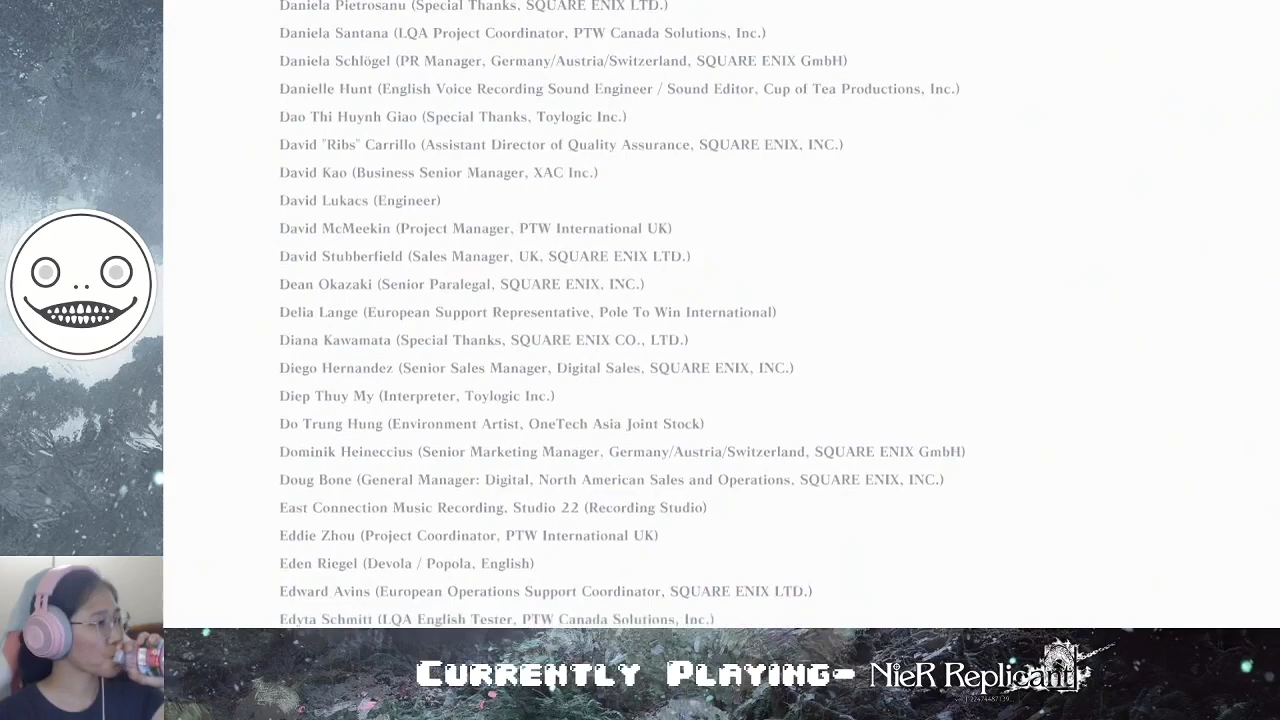 Daniela Pietrosanu (Special Thanks, SQUARE ENIX LTD.)
Daniela Santana (LQA Project Coordinator, PTW Canada Solutions, Inc.)
Daniela Schlögel (PR Manager, Germany/Austria/Switzerland, SQUARE ENIX GmbH)
Danielle Hunt (English Voice Recording Sound Engineer / Sound Editor, Cup of Tea Productions, Inc.)
Dao Thi Huynh Giao (Special Thanks, Toylogic Inc.)
David "Ribs" Carrillo (Assistant Director of Quality Assurance, SQUARE ENIX, INC.)
David Kao (Business Senior Manager, XAC Inc.)
David Lukacs (Engineer)
David McMeekin (Project Manager, PTW International UK)
David Stubberfield (Sales Manager, UK, SQUARE ENIX LTD.)
Dean Okazaki (Senior Paralegal, SQUARE ENIX, INC.)
Delia Lange (European Support Representative, Pole To Win International)
Diana Kawamata (Special Thanks, SQUARE ENIX CO., LTD.)
Diego Hernandez (Senior Sales Manager, Digital Sales, SQUARE ENIX, INC.)
Diep Thuy My (Interpreter, Toylogic Inc.)
Do Trung Hung (Environment Artist, OneTech Asia Joint Stock)
Dominik Heineccius (Senior Marketing Manager, Germany/Austria/Switzerland, SQUARE ENIX GmbH)
Doug Bone (General Manager: Digital, North American Sales and Operations, SQUARE ENIX, INC.)
East Connection Music Recording, Studio 22 (Recording Studio)
Eddie Zhou (Project Coordinator, PTW International UK)
Eden Riegel (Devola / Popola, English)
Edward Avins (European Operations Support Coordinator, SQUARE ENIX LTD.)
Edyta Schmitt (LQA English Tester, PTW Canada Solutions, Inc.)
Currently Playing- NieR Replicant